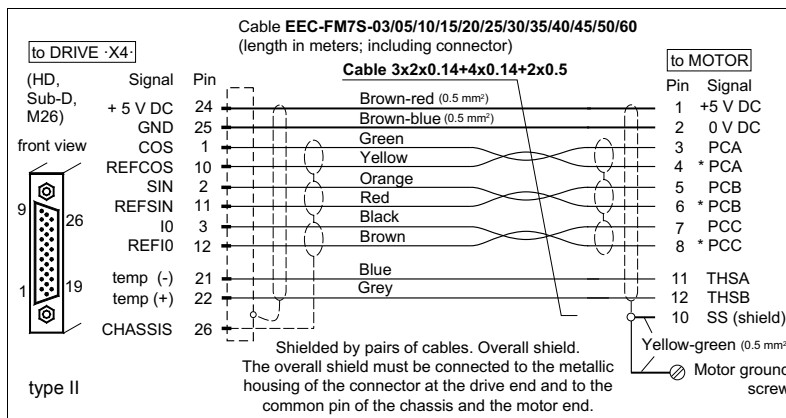 Cable EEC-FM7S-03/05/10/15/20/25/30/35/40/45/50/60
(length in meters; including connector)
to DRIVE ·X4·
to MOTOR
Cable 3x2x0.14+4x0.14+2x0.5
(HD,
Sub-D,
M26)
front view
Signal Pin
Pin Signal
+ 5 V DC 24 Brown-red (0.5 mm²) 1 +5 V DC
GND 25 Brown-blue (0.5 mm²) 2 0 V DC
COS 1 Green 3 PCA
REFCOS 10 Yellow 4 * PCA
SIN 2 Orange 5 PCB
REFSIN 11 Red 6 * PCB
I0 3 Black 7 PCC
REFI0 12 Brown 8 * PCC
temp (-) 21 Blue 11 THSA
temp (+) 22 Grey 12 THSB
10 SS (shield)
CHASSIS 26
9
26
1
19
Yellow-green (0.5 mm²
Motor ground
screw
Shielded by pairs of cables. Overall shield.
The overall shield must be connected to the metallic
housing of the connector at the drive end and to the
common pin of the chassis and the motor end.
type II